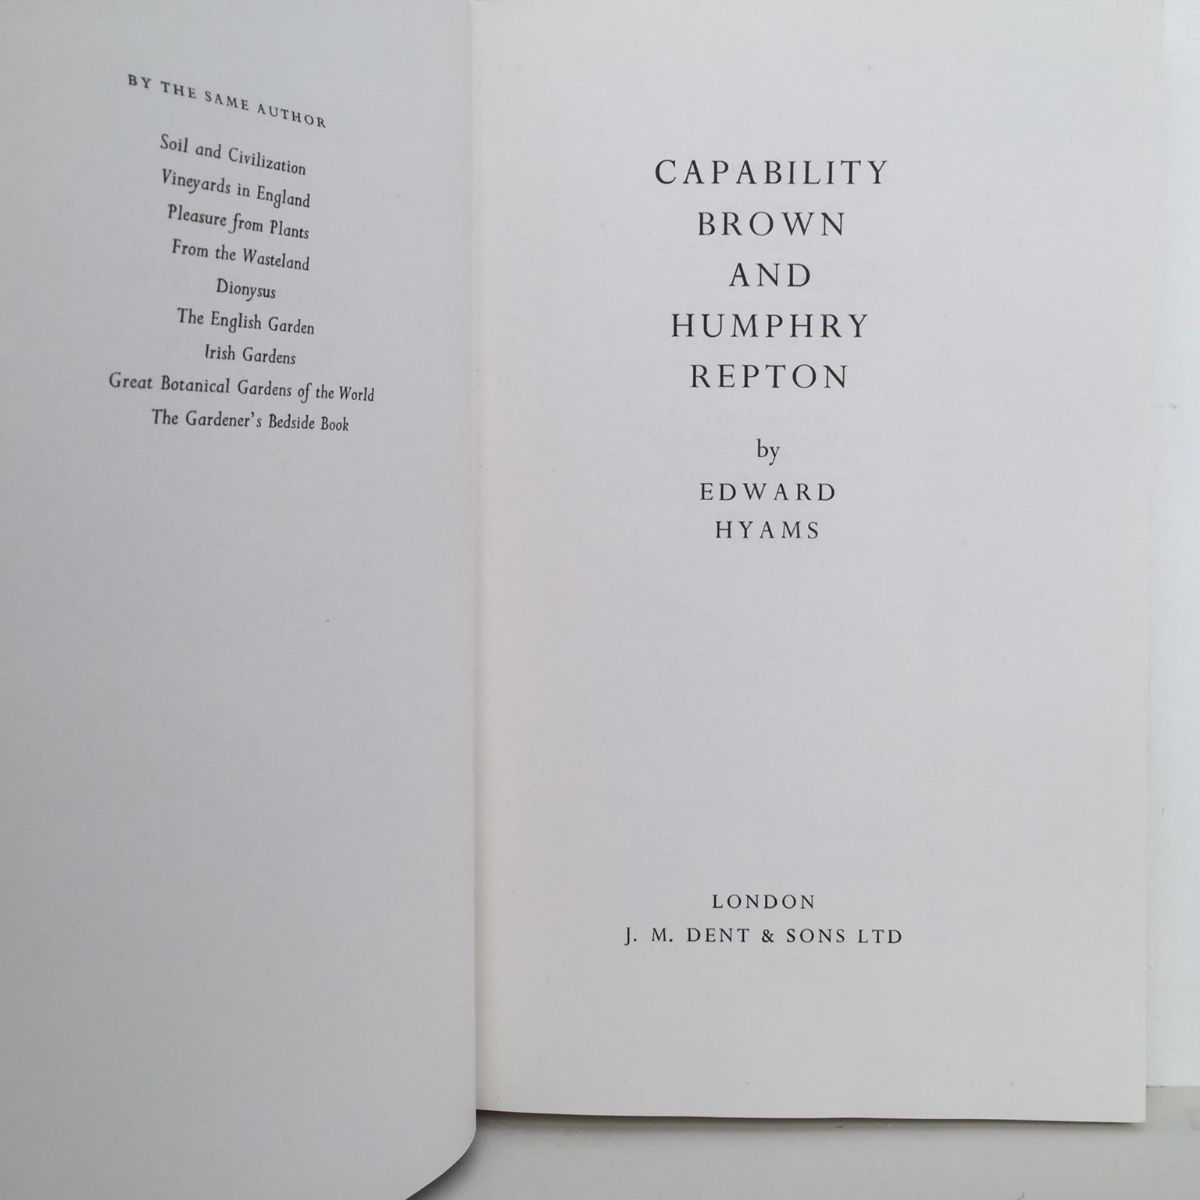 BY THE SAME AUTHOR
Soil and Civilization
Vineyards in England
Pleasure from Plants
From the Wasteland
Dionysus
The English Garden
Irish Gardens
Great Botanical Gardens of the World
The Gardener's Bedside Book
CAPABILITY
BROWN
AND
HUMPHRY
REPTON
by
EDWARD
HYAMS
LONDON
J. M. DENT & SONS LTD